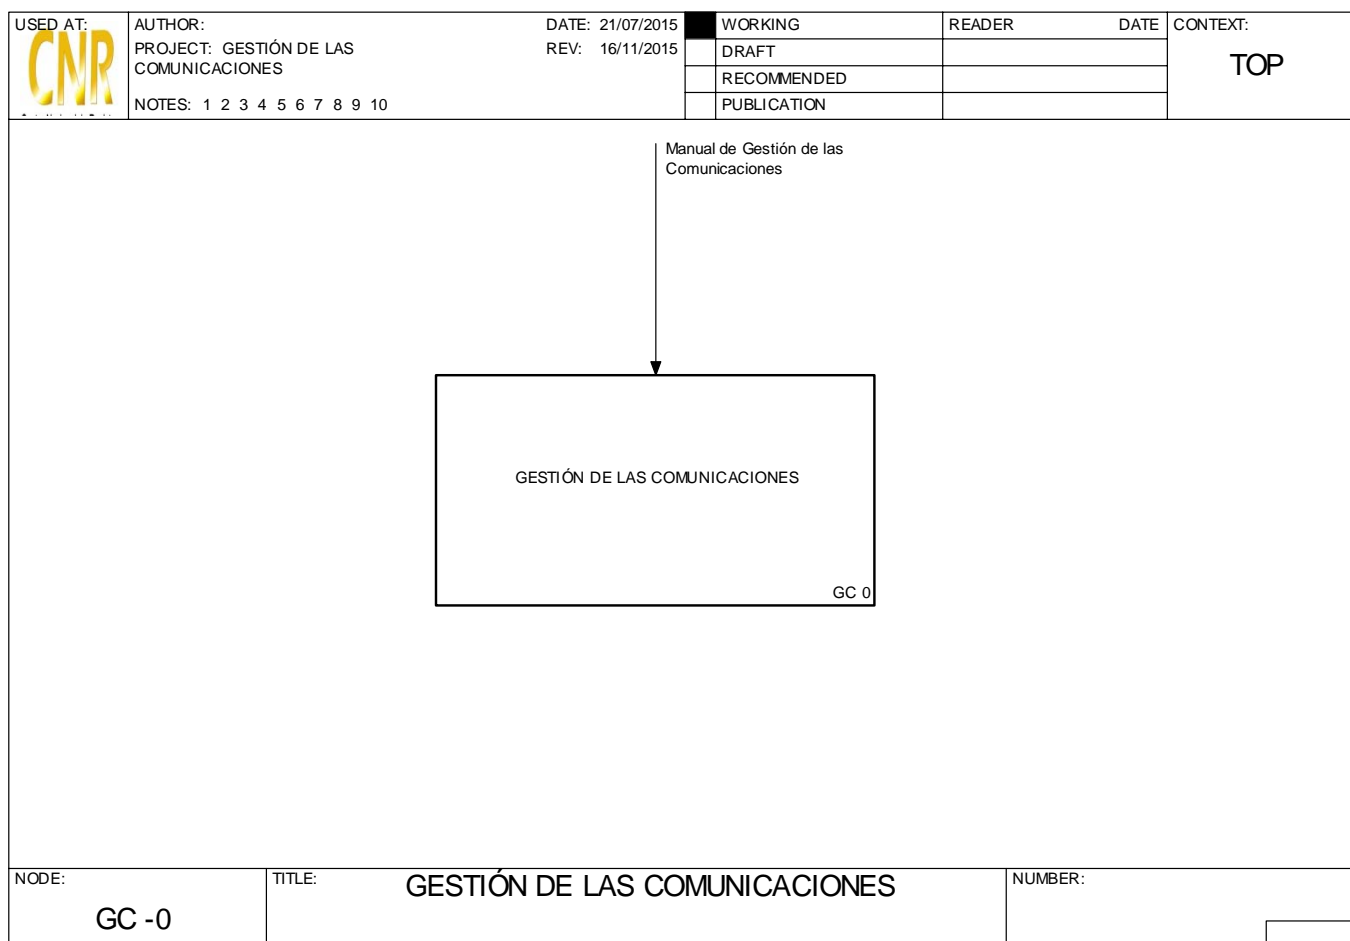 USED AT:
CNR
AUTHOR:
DATE: 21/07/2015
PROJECT: GESTIÓN DE LAS
COMUNICACIONES
REV: 16/11/2015
NOTES: 1 2 3 4 5 6 7 8 9 10
WORKING
DRAFT
RECOMMENDED
PUBLICATION
READER DATE
CONTEXT:
TOP
Manual de Gestión de las
Comunicaciones
GESTIÓN DE LAS COMUNICACIONES
GC 0
NODE:
GC -0
TITLE:
GESTIÓN DE LAS COMUNICACIONES
NUMBER: